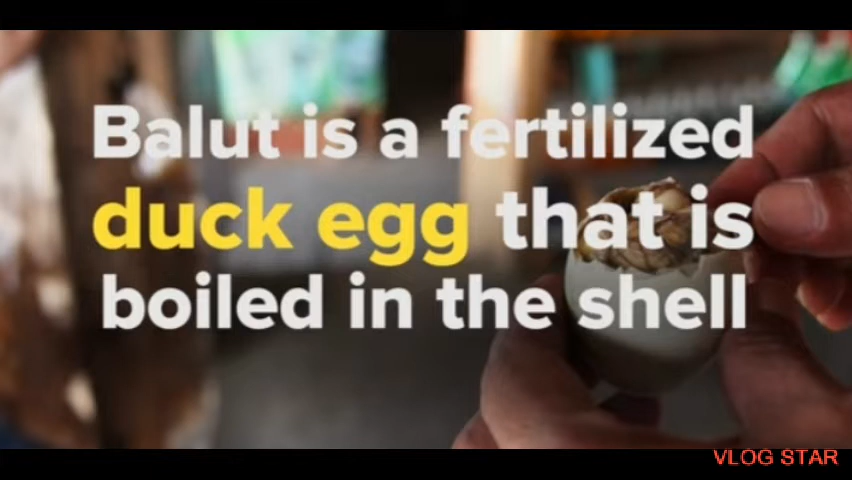 Balut is a fertilized
duck egg that is
boiled in the shell
VLOG STAR